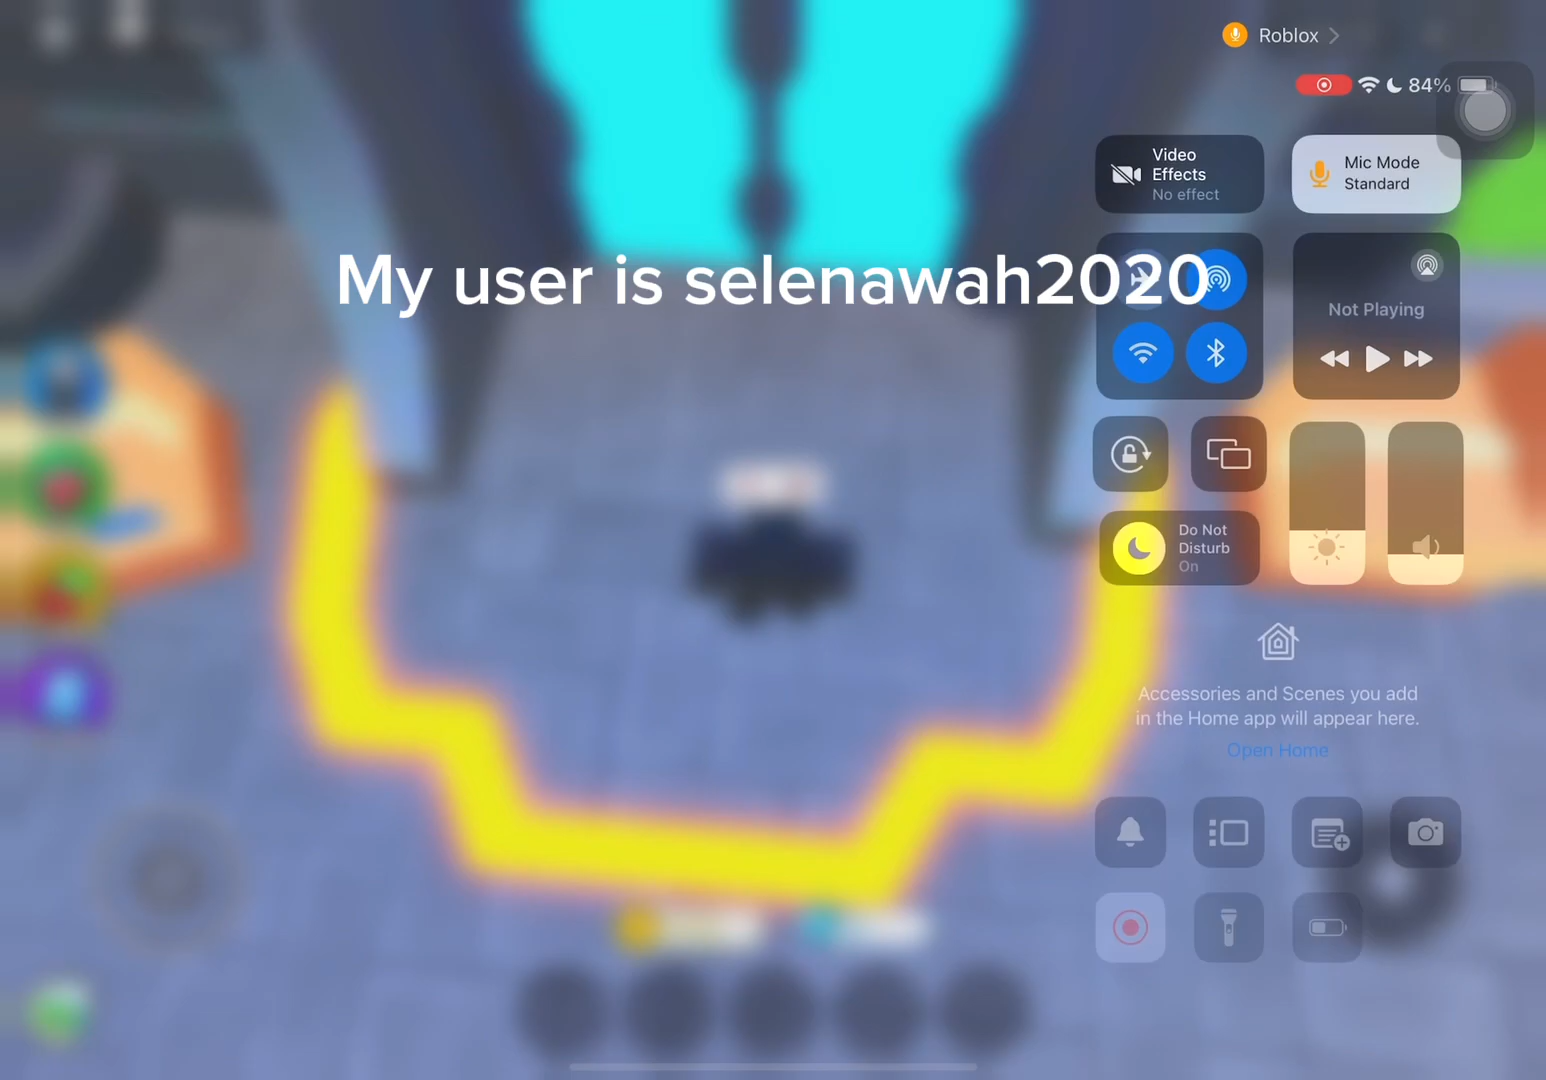 Roblox
84%
Video
Effects
No effect
Mic Mode
Standard
My user is selenawah2020
Not Playing
Do Not
Disturb
On
Accessories and Scenes you add
in the Home app will appear here.
Open Home